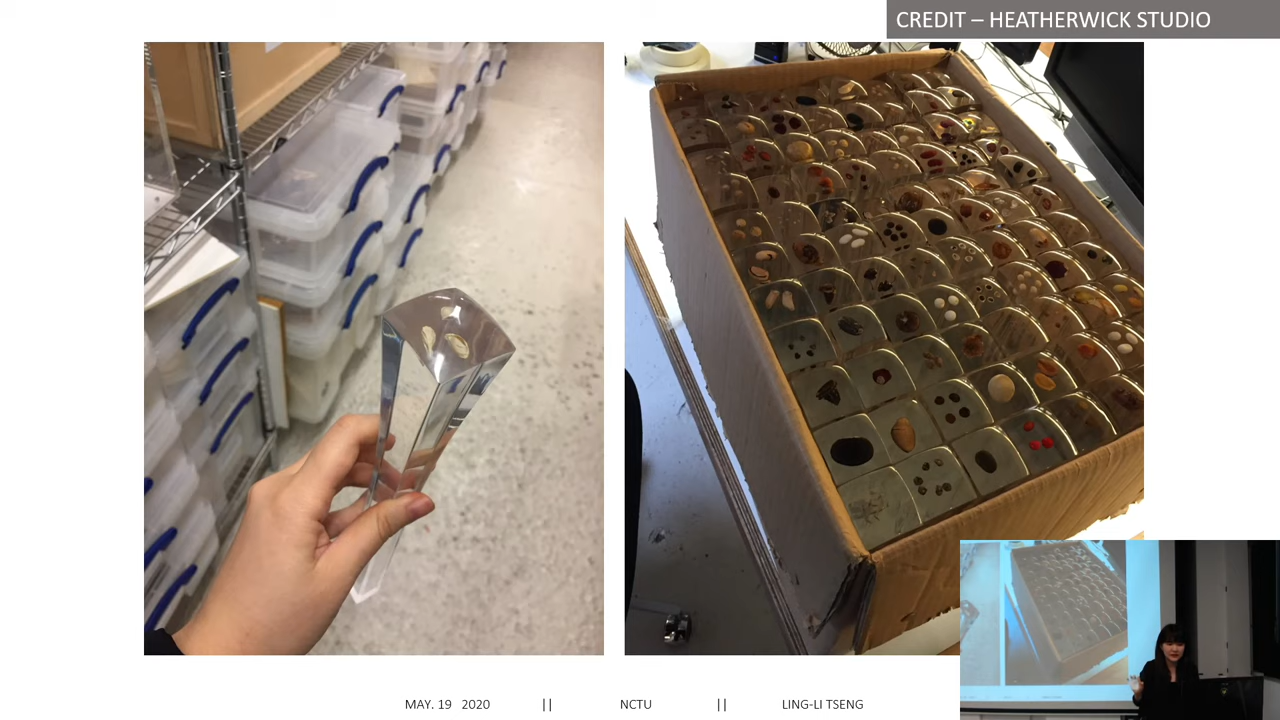 CREDIT – HEATHERWICK STUDIO
MAY. 19 2020 || NCTU || LING-LI TSENG